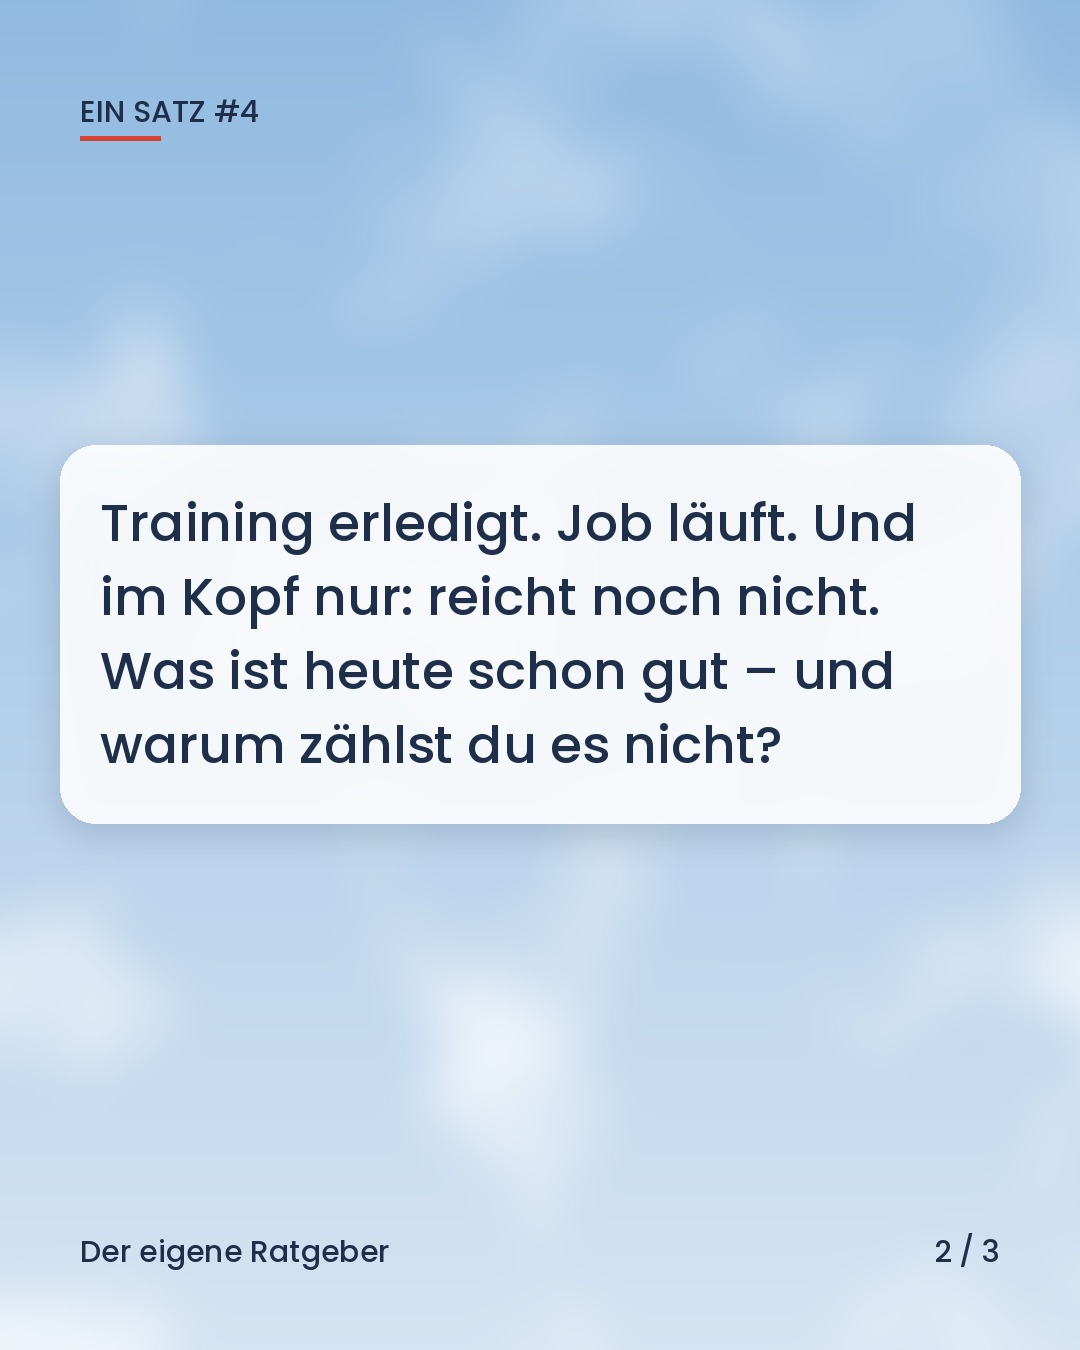 EIN SATZ #4
Training erledigt. Job läuft. Und
im Kopf nur: reicht noch nicht.
Was ist heute schon gut – und
warum zählst du es nicht?
Der eigene Ratgeber
2 / 3